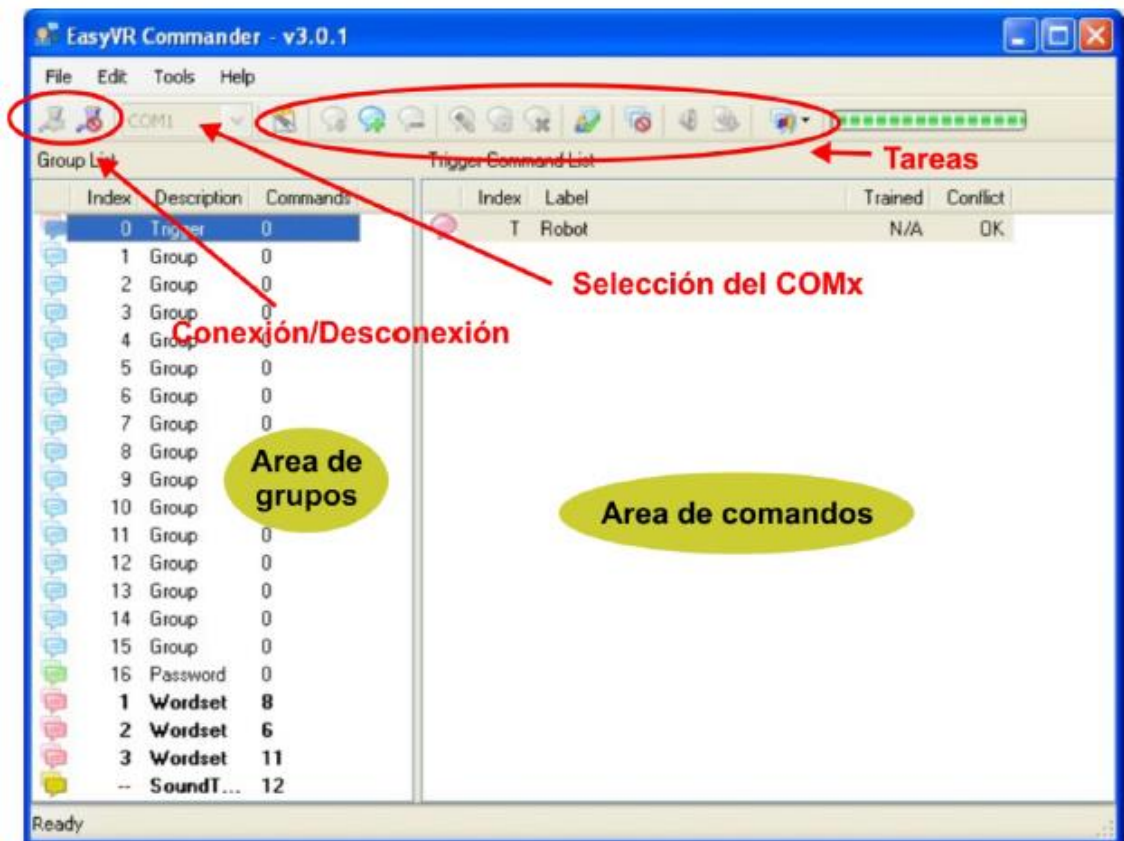 EasyVR Commander - v3.0.1
File Edit Tools Help
COM1
Group List
Trigger Command List
Tareas
Index Description Commands
Index Label Trained Conflict
0 Trigger 0
T Robot N/A OK
1 Group 0
2 Group 0
Selección del COMx
3 Group 0
Conexión/Desconexión
4 Group 0
5 Group 0
6 Group 0
7 Group 0
8 Group
Area de
grupos
9 Group
10 Group
Area de comandos
11 Group 0
12 Group 0
13 Group 0
14 Group 0
15 Group 0
16 Password 0
1 Wordset 8
2 Wordset 6
3 Wordset 11
-- SoundT... 12
Ready